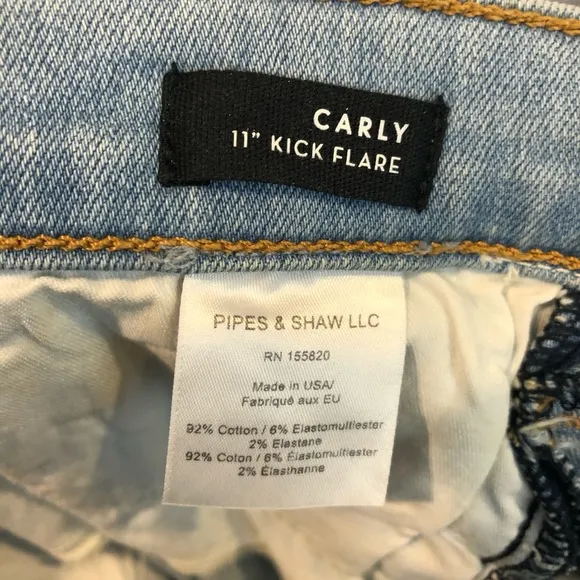 CARLY
11" KICK FLARE
PIPES & SHAW LLC
RN 155820
Made in USA/
Fabriqué aux EU
92% Cotton / 6% Elastomultiester
2% Elastane
92% Coton / 6% Élastomultiester
2% Élasthanne